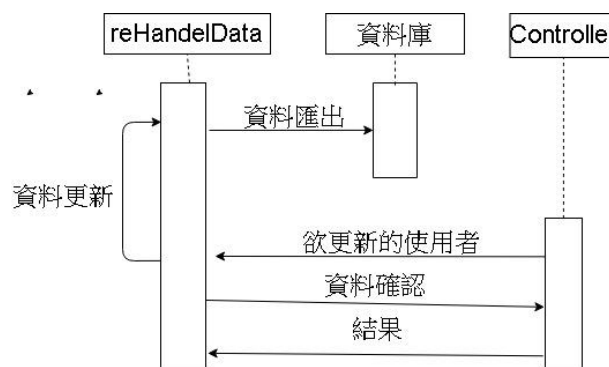 reHandelData
資料庫
Controlle
資料匯出
資料更新
欲更新的使用者
資料確認
結果